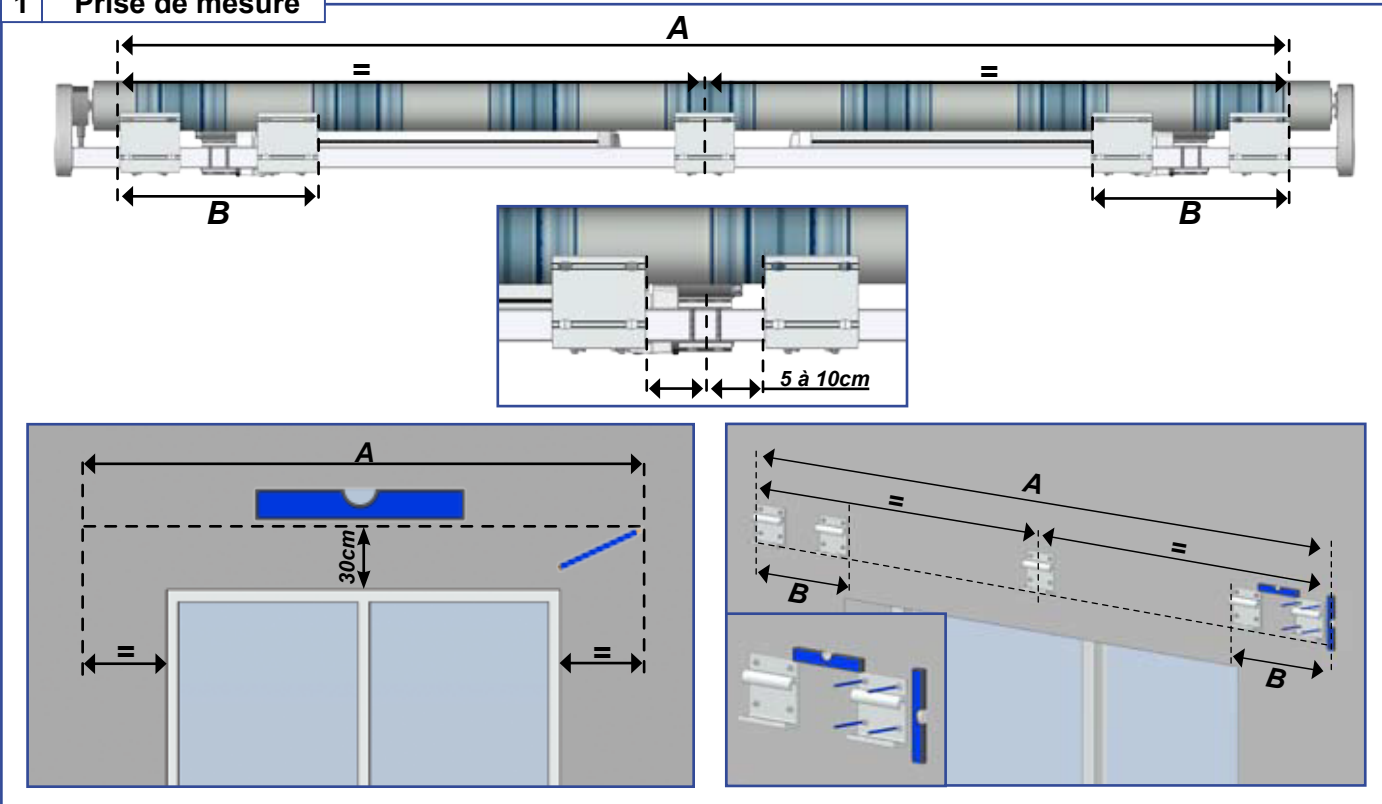 1 Prise de mesure
A
= =
B B
5 à 10cm
A
30cm
= =
A
=
=
B
B